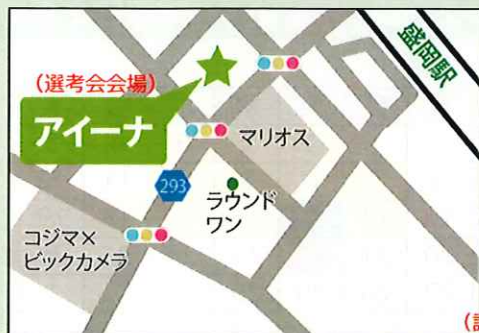 盛岡駅
(選考会会場)
アイーナ
マリオス
293
ラウンド
ワン
コジマ×
ビックカメラ